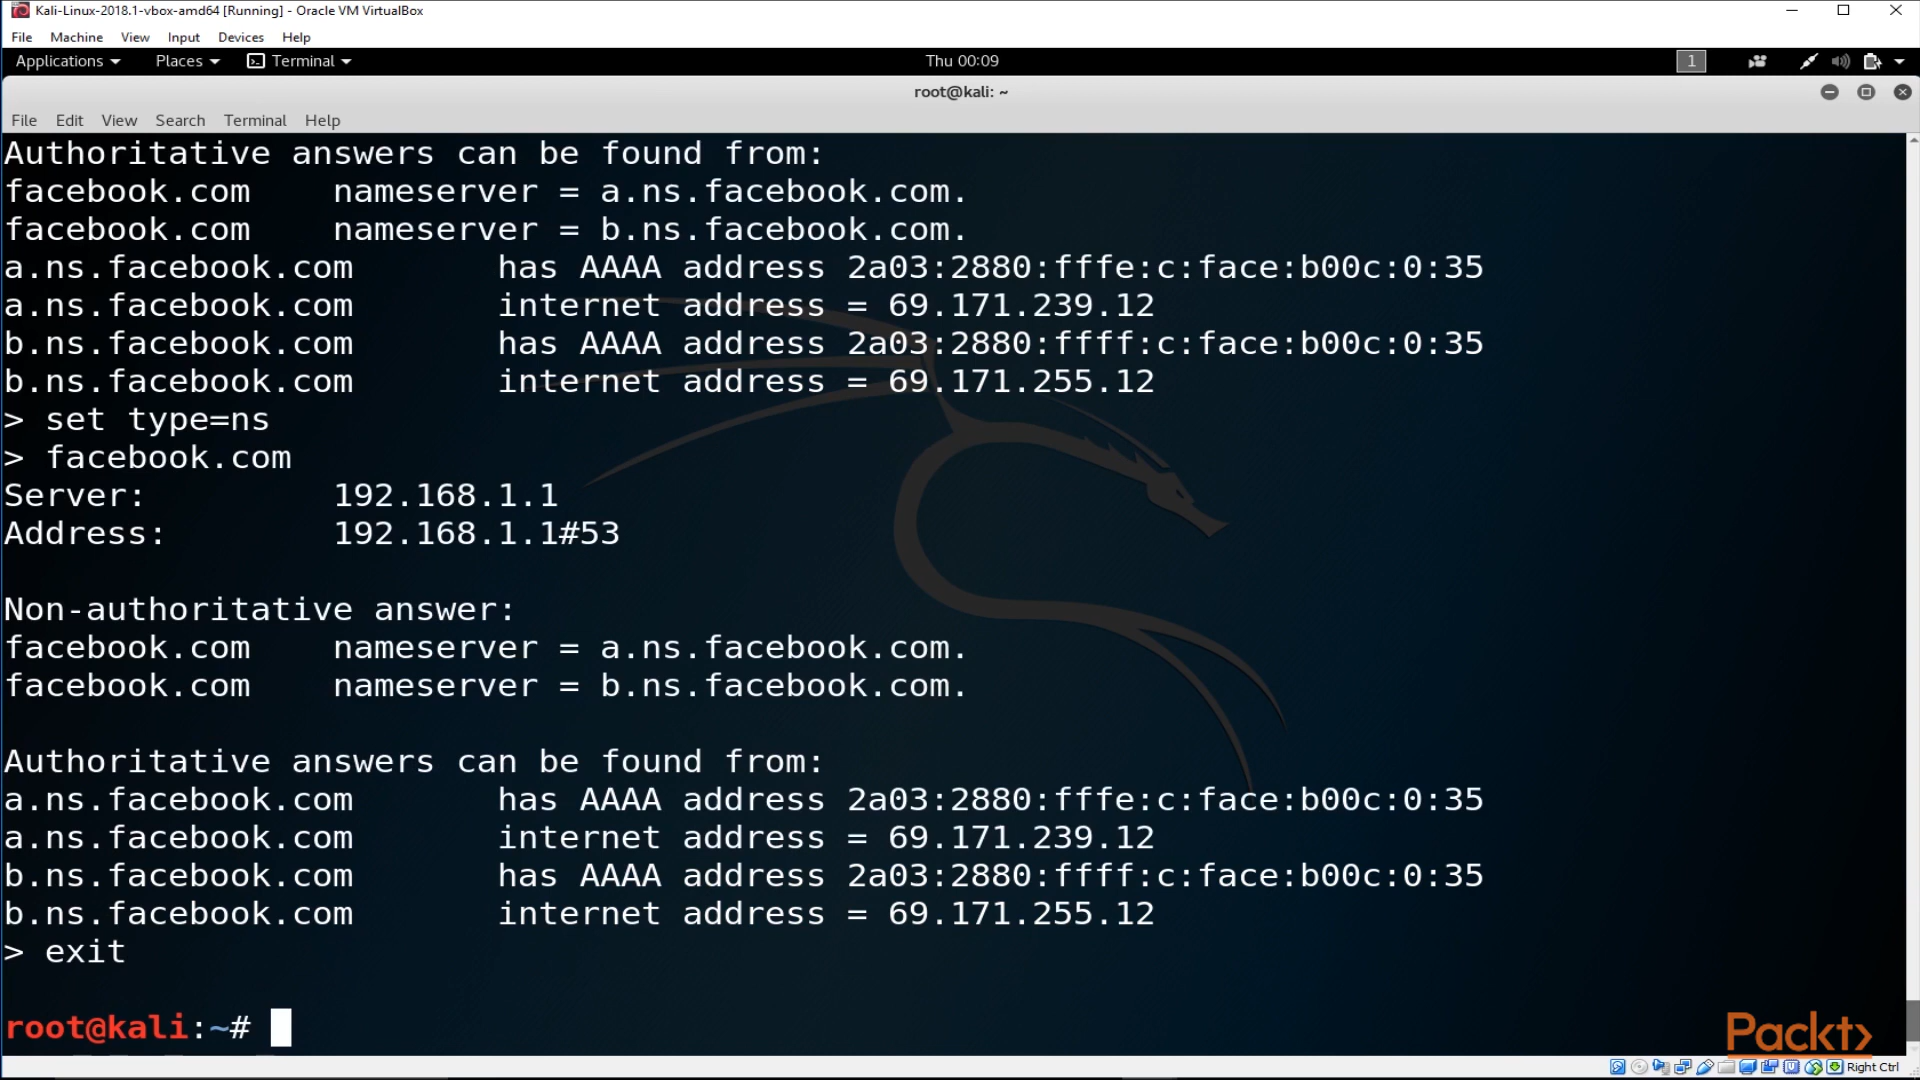 Kali-Linux-2018.1-vbox-amd64 [Running] - Oracle VM VirtualBox
File Machine View Input Devices Help
Applications Places Terminal Thu 00:09 1
root@kali: ~
File Edit View Search Terminal Help
Authoritative answers can be found from:
facebook.com nameserver = a.ns.facebook.com.
facebook.com nameserver = b.ns.facebook.com.
a.ns.facebook.com has AAAA address 2a03:2880:fffe:c:face:b00c:0:35
a.ns.facebook.com internet address = 69.171.239.12
b.ns.facebook.com has AAAA address 2a03:2880:ffff:c:face:b00c:0:35
b.ns.facebook.com internet address = 69.171.255.12
> set type=ns
> facebook.com
Server: 192.168.1.1
Address: 192.168.1.1#53
Non-authoritative answer:
facebook.com nameserver = a.ns.facebook.com.
facebook.com nameserver = b.ns.facebook.com.
Authoritative answers can be found from:
a.ns.facebook.com has AAAA address 2a03:2880:fffe:c:face:b00c:0:35
a.ns.facebook.com internet address = 69.171.239.12
b.ns.facebook.com has AAAA address 2a03:2880:ffff:c:face:b00c:0:35
b.ns.facebook.com internet address = 69.171.255.12
> exit
root@kali:~#
Packt>
Right Ctrl